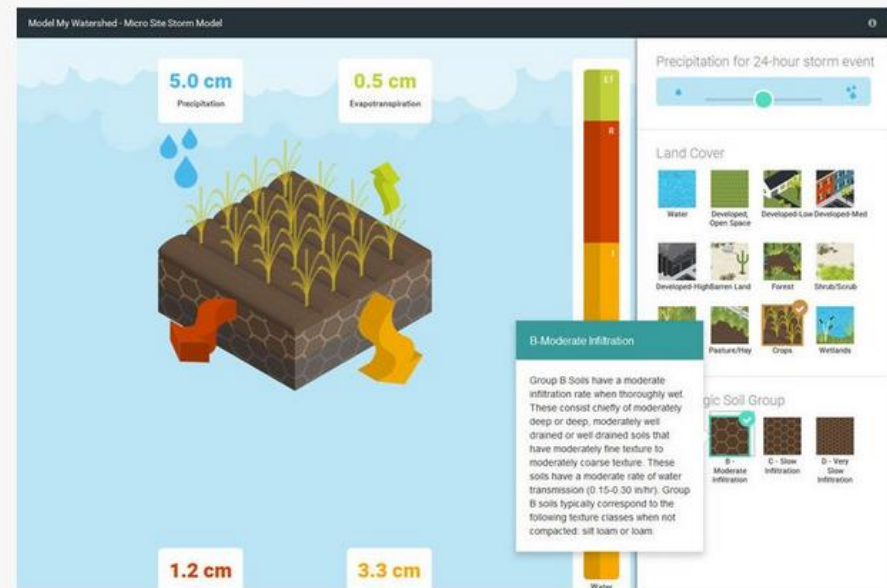 Model My Watershed - Micro Site Storm Model
5.0 cm
Precipitation
0.5 cm
Evapotranspiration
ET
R
I
1.2 cm
3.3 cm
Water
Precipitation for 24-hour storm event
Land Cover
Water
Developed, Open Space
Developed-Low
Developed-Med
Developed-High
Barren Land
Forest
Shrub/Scrub
Pasture/Hay
Crops
Wetlands
gic Soil Group
B - Moderate Infiltration
C - Slow Infiltration
D - Very Slow Infiltration
B-Moderate Infiltration
Group B Soils have a moderate
infiltration rate when thoroughly wet.
These consist chiefly of moderately
deep or deep, moderately well
drained or well drained soils that
have moderately fine texture to
moderately coarse texture. These
soils have a moderate rate of water
transmission (0.15-0.30 in/hr). Group
B soils typically correspond to the
following texture classes when not
compacted: silt loam or loam.